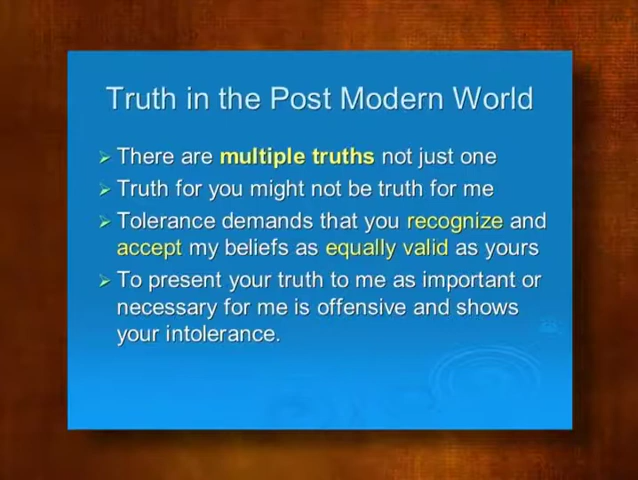 Truth in the Post Modern World
There are multiple truths not just one
Truth for you might not be truth for me
Tolerance demands that you recognize and
accept my beliefs as equally valid as yours
To present your truth to me as important or
necessary for me is offensive and shows
your intolerance.